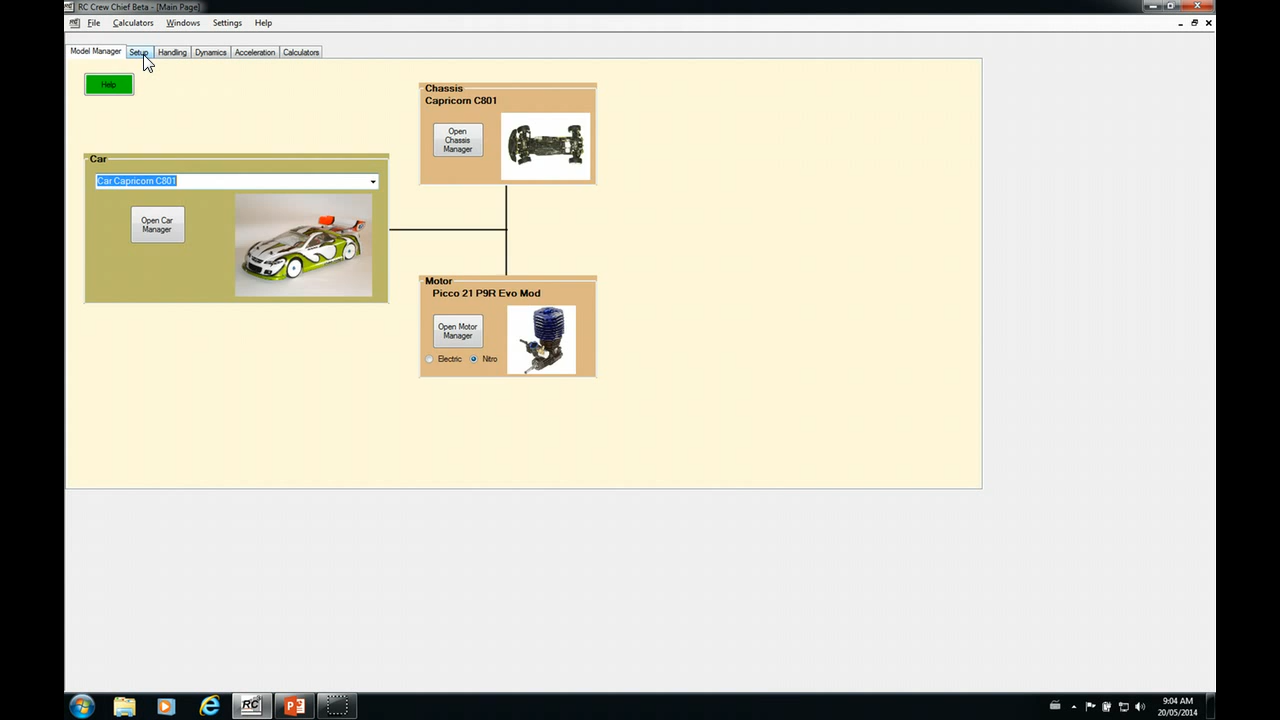 RC Crew Chief Beta - [Main Page]
File Calculators Windows Settings Help
Model Manager Setup Handling Dynamics Acceleration Calculators
Help
Chassis
Capricorn C801
Open Chassis Manager
Car
Car Capricorn C801
Open Car Manager
Motor
Picco 21 P9R Evo Mod
Open Motor Manager
Electric Nitro
RC
9:04 AM
20/05/2014